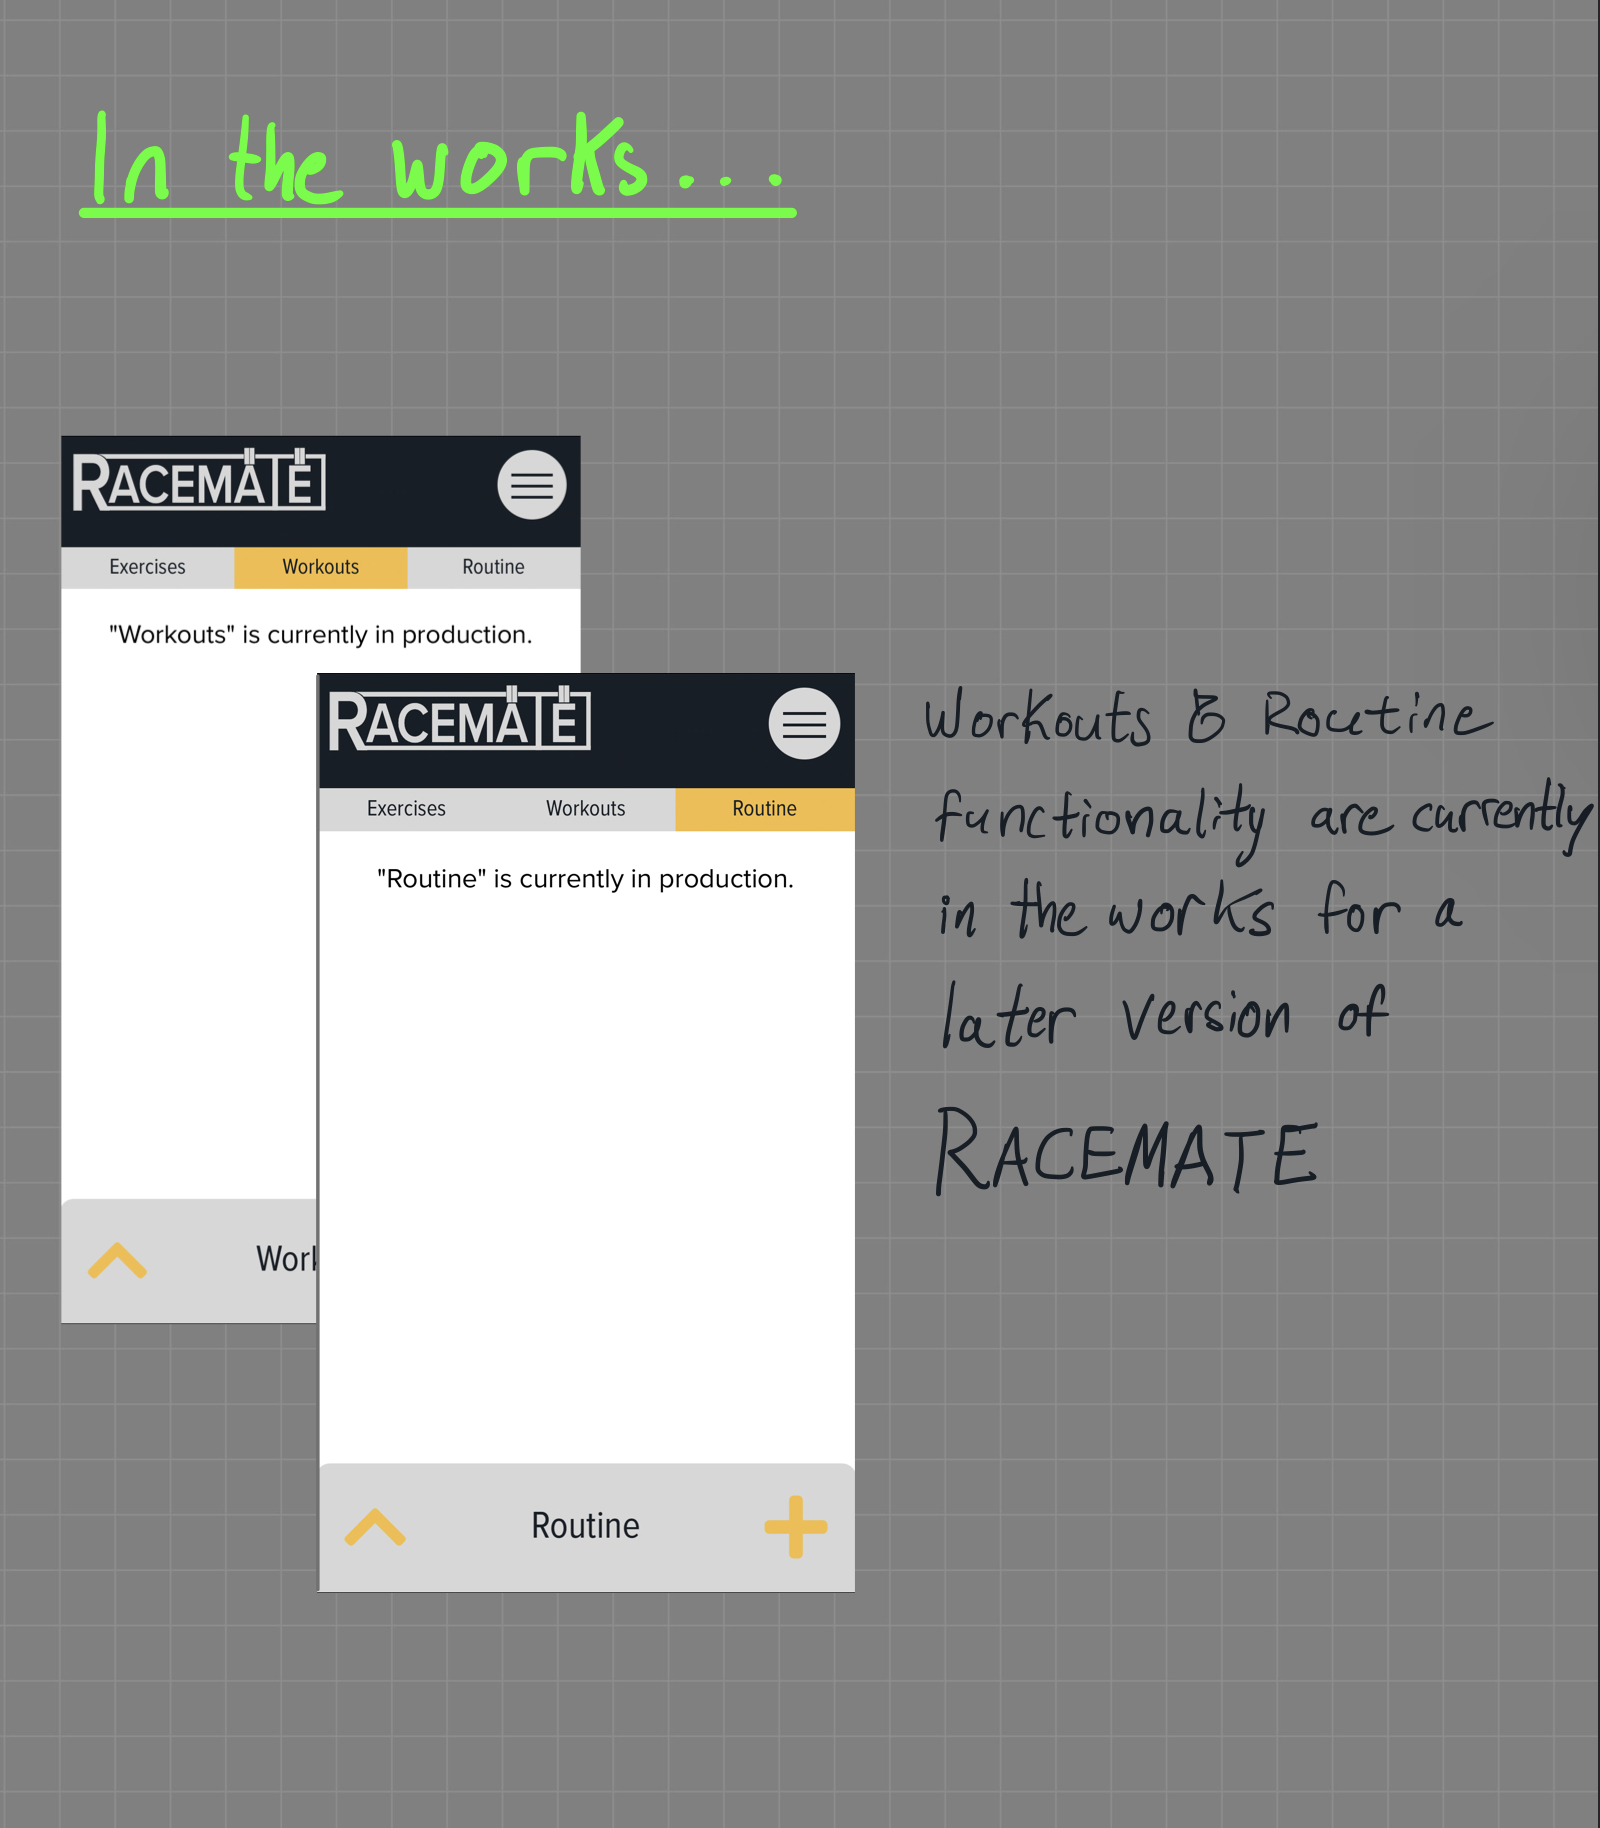 In the works...
RACEMATE
Exercises Workouts Routine
"Workouts" is currently in production.
Work
RACEMATE
Exercises Workouts Routine
"Routine" is currently in production.
Routine
Workouts & Routine
functionality are currently
in the works for a
later version of
RACEMATE